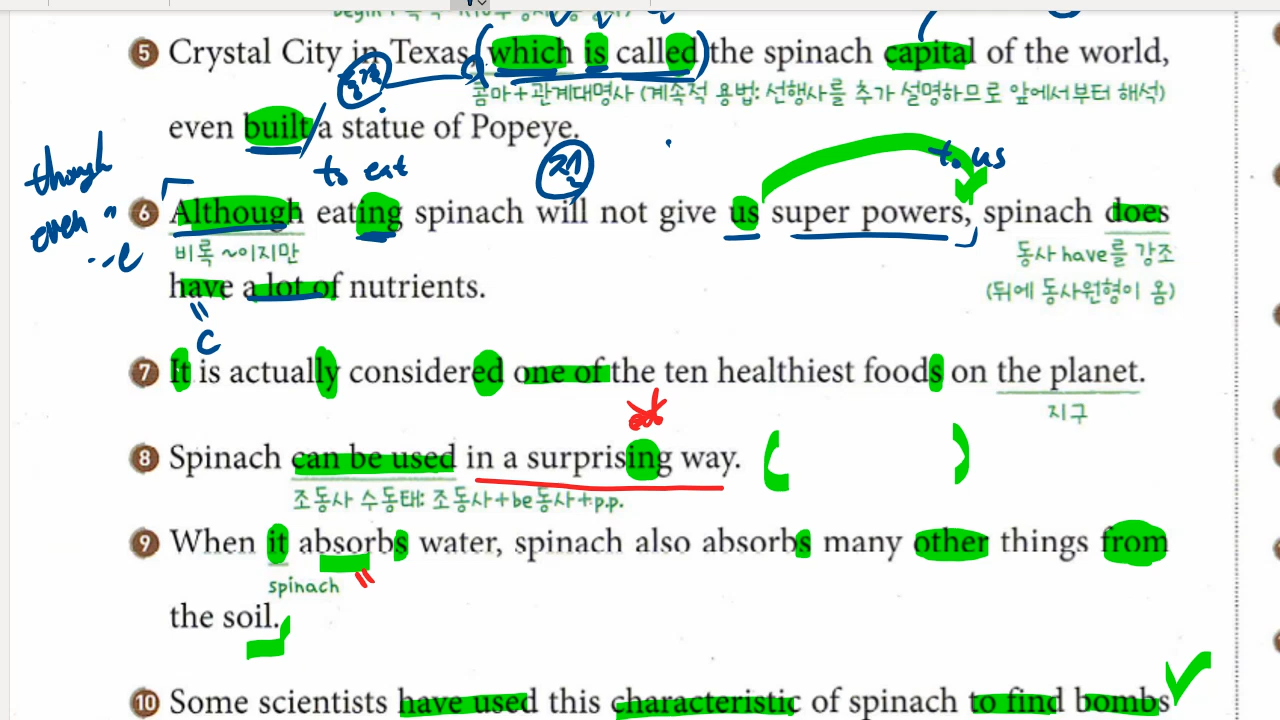 5 Crystal City in Texas, which is called the spinach capital of the world,
콤마+관계대명사 (계속적 용법: 선행사를 추가 설명하므로 앞에서부터 해석)
even built a statue of Popeye.
though
even "
to eat
to us
6 Although eating spinach will not give us super powers, spinach does
비록 ~이지만
동사 have를 강조
have a lot of nutrients.
(뒤에 동사원형이 옴)
7 It is actually considered one of the ten healthiest foods on the planet.
지구
8 Spinach can be used in a surprising way.
조동사 수동태: 조동사+be동사+p.p.
9 When it absorbs water, spinach also absorbs many other things from
spinach
the soil.
10 Some scientists have used this characteristic of spinach to find bombs